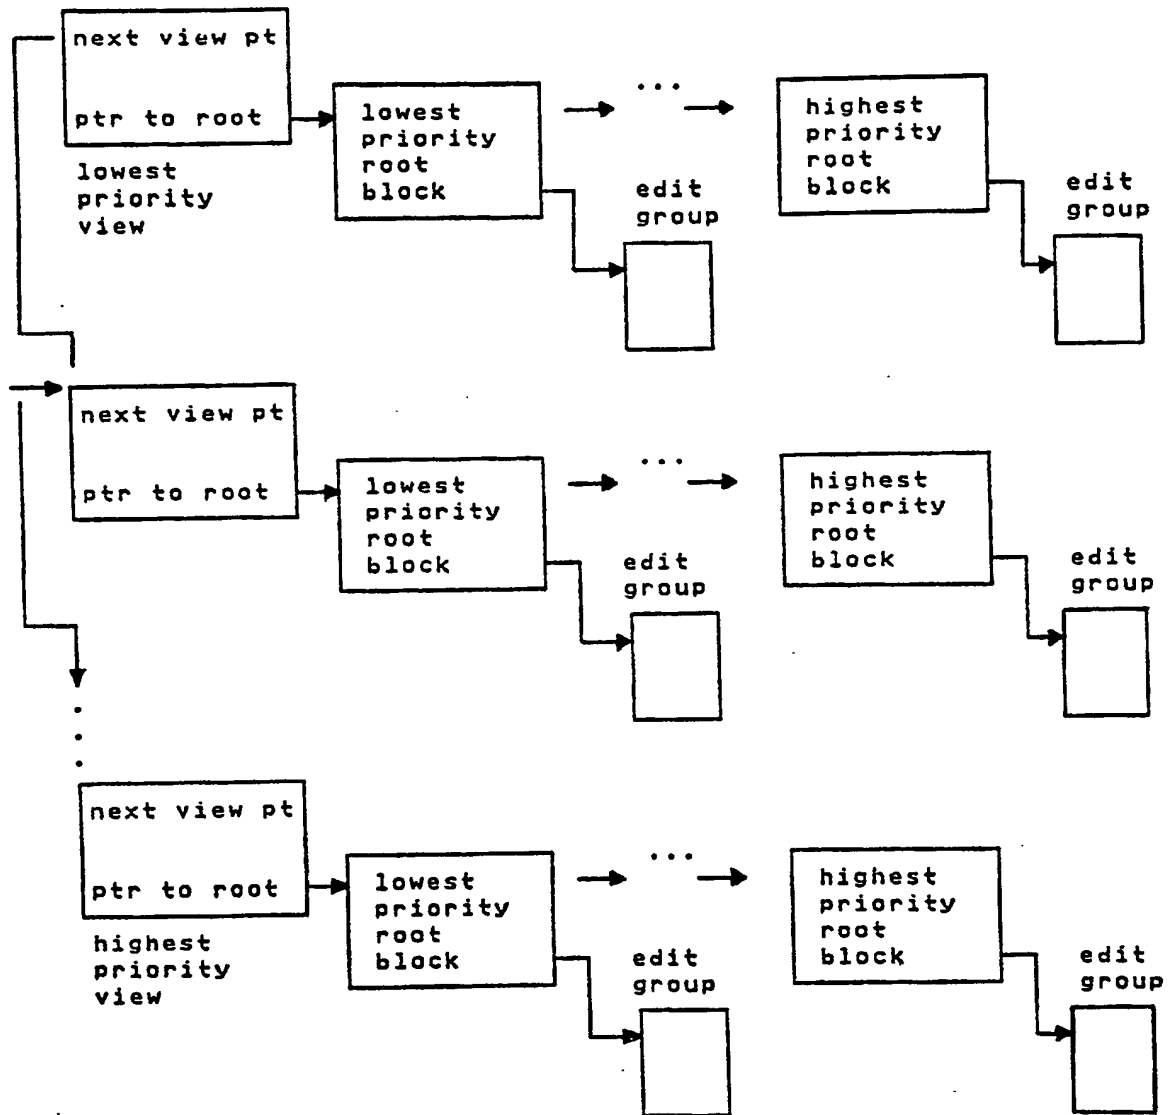 next view pt
ptr to root
lowest
priority
view
lowest
priority
root
block
...
edit
group
highest
priority
root
block
edit
group
next view pt
ptr to root
lowest
priority
root
block
...
edit
group
highest
priority
root
block
edit
group
next view pt
ptr to root
highest
priority
view
lowest
priority
root
block
...
edit
group
highest
priority
root
block
edit
group